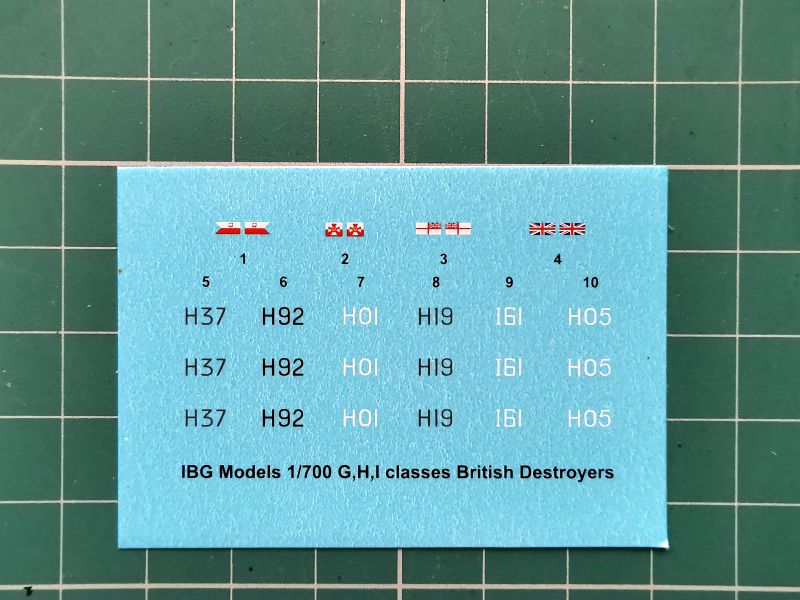 1 2 3 4
5 6 7 8 9 10
H37 H92 H01 H19 I61 H05
H37 H92 H01 H19 I61 H05
H37 H92 H01 H19 I61 H05
IBG Models 1/700 G,H,I classes British Destroyers